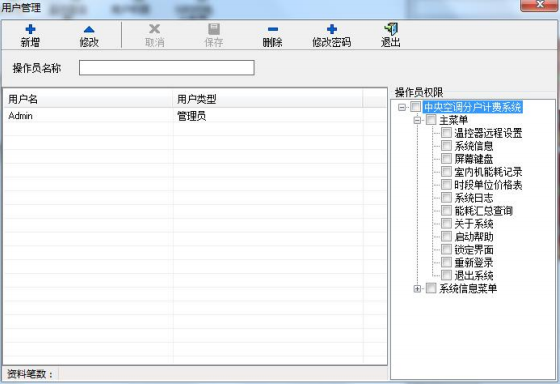 用户管理
新增 修改 取消 保存 删除 修改密码 退出
操作员名称
用户名 用户类型
Admin 管理员
操作员权限
中央空调分户计费系统
主菜单
温控器远程设置
系统信息
屏幕键盘
室内机能耗记录
时段单位价格表
系统日志
能耗汇总查询
关于系统
启动帮助
锁定界面
重新登录
退出系统
系统信息菜单
资料笔数：